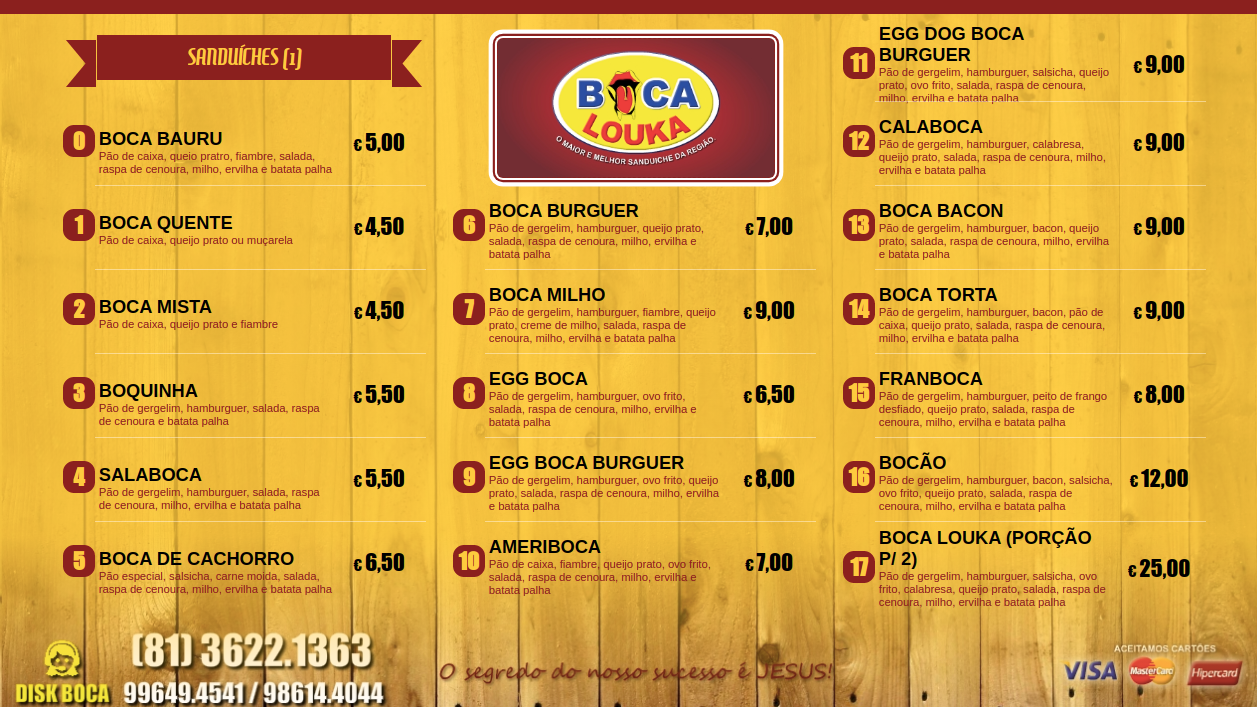 SANDUÍCHES (1)
0
BOCA BAURU
Pão de caixa, queio pratro, fiambre, salada,
raspa de cenoura, milho, ervilha e batata palha
€ 5,00
1
BOCA QUENTE
Pão de caixa, queijo prato ou muçarela
€ 4,50
2
BOCA MISTA
Pão de caixa, queijo prato e fiambre
€ 4,50
3
BOQUINHA
Pão de gergelim, hamburguer, salada, raspa
de cenoura e batata palha
€ 5,50
4
SALABOCA
Pão de gergelim, hamburguer, salada, raspa
de cenoura, milho, ervilha e batata palha
€ 5,50
5
BOCA DE CACHORRO
Pão especial, salsicha, carne moida, salada,
raspa de cenoura, milho, ervilha e batata palha
€ 6,50
BOCA
LOUKA
O MAIOR E MELHOR SANDUICHE DA REGIÃO.
6
BOCA BURGUER
Pão de gergelim, hamburguer, queijo prato,
salada, raspa de cenoura, milho, ervilha e
batata palha
€ 7,00
7
BOCA MILHO
Pão de gergelim, hamburguer, fiambre, queijo
prato, creme de milho, salada, raspa de
cenoura, milho, ervilha e batata palha
€ 9,00
8
EGG BOCA
Pão de gergelim, hamburguer, ovo frito,
salada, raspa de cenoura, milho, ervilha e
batata palha
€ 6,50
9
EGG BOCA BURGUER
Pão de gergelim, hamburguer, ovo frito, queijo
prato, salada, raspa de cenoura, milho, ervilha
e batata palha
€ 8,00
10
AMERIBOCA
Pão de caixa, fiambre, queijo prato, ovo frito,
salada, raspa de cenoura, milho, ervilha e
batata palha
€ 7,00
11
EGG DOG BOCA
BURGUER
Pão de gergelim, hamburguer, salsicha, queijo
prato, ovo frito, salada, raspa de cenoura,
milho, ervilha e batata palha
€ 9,00
12
CALABOCA
Pão de gergelim, hamburguer, calabresa,
queijo prato, salada, raspa de cenoura, milho,
ervilha e batata palha
€ 9,00
13
BOCA BACON
Pão de gergelim, hamburguer, bacon, queijo
prato, salada, raspa de cenoura, milho, ervilha
e batata palha
€ 9,00
14
BOCA TORTA
Pão de gergelim, hamburguer, bacon, pão de
caixa, queijo prato, salada, raspa de cenoura,
milho, ervilha e batata palha
€ 9,00
15
FRANBOCA
Pão de gergelim, hamburguer, peito de frango
desfiado, queijo prato, salada, raspa de
cenoura, milho, ervilha e batata palha
€ 8,00
16
BOCÃO
Pão de gergelim, hamburguer, bacon, salsicha,
ovo frito, queijo prato, salada, raspa de
cenoura, milho, ervilha e batata palha
€ 12,00
17
BOCA LOUKA (PORÇÃO
P/ 2)
Pão de gergelim, hamburguer, salsicha, ovo
frito, calabresa, queijo prato, salada, raspa de
cenoura, milho, ervilha e batata palha
€ 25,00
DISK BOCA
(81) 3622.1363
99649.4541 / 98614.4044
O segredo do nosso sucesso é JESUS!
ACEITAMOS CARTÕES
VISA MasterCard Hipercard